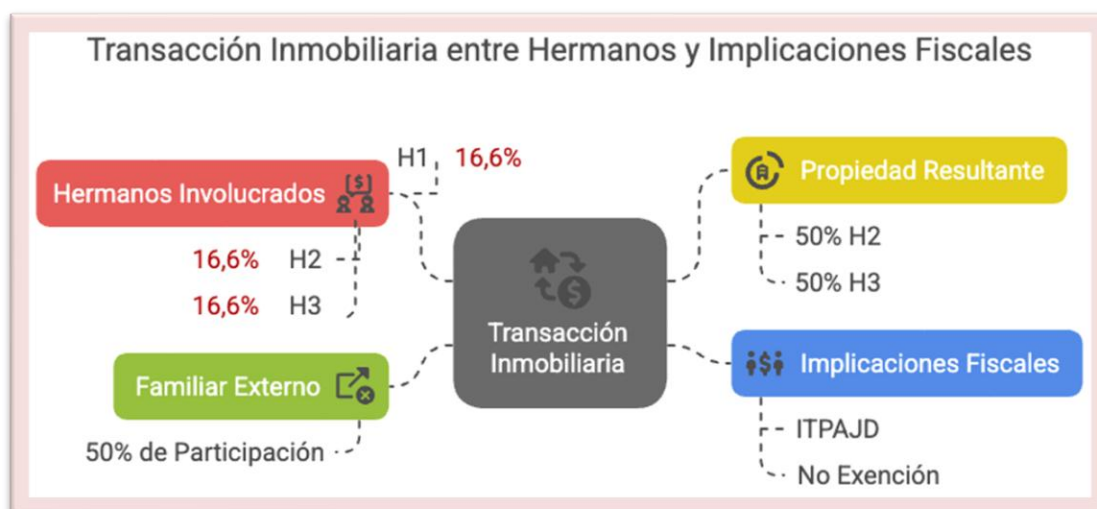 Transacción Inmobiliaria entre Hermanos y Implicaciones Fiscales
Hermanos Involucrados
H1 16,6%
16,6% H2
16,6% H3
Familiar Externo
50% de Participación
Transacción
Inmobiliaria
Propiedad Resultante
50% H2
50% H3
Implicaciones Fiscales
ITPAJD
No Exención